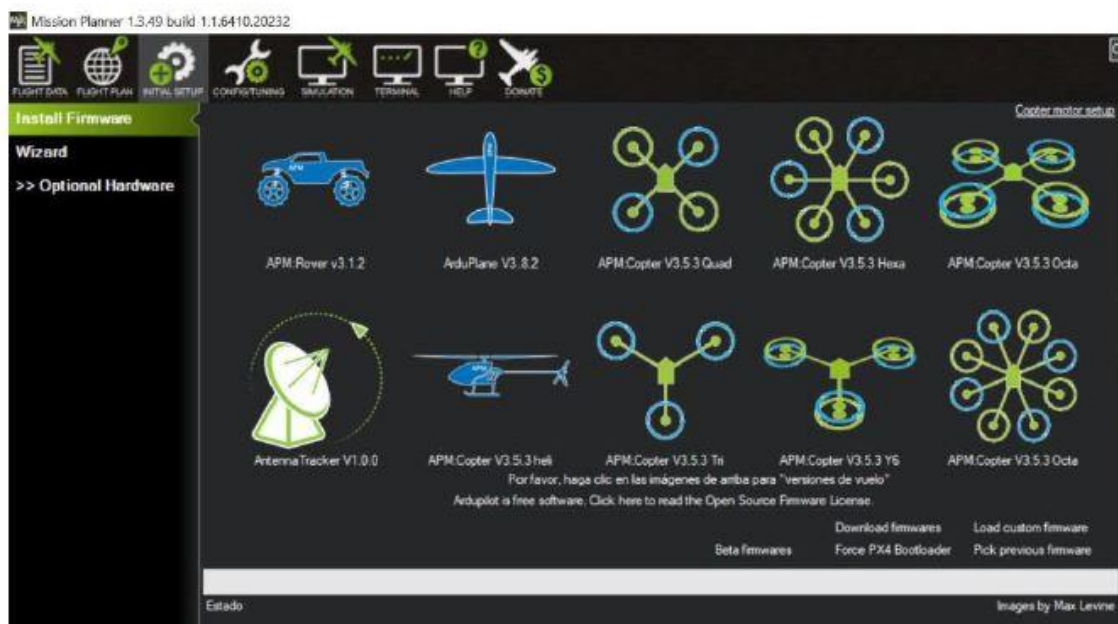 Mission Planner 1.3.49 build 1.1.6410.20232
FLIGHT DATA FLIGHT PLAN INITIAL SETUP CONFIG/TUNING SIMULATION TERMINAL HELP DONATE
Install Firmware
Copter motor setup
Wizard
>> Optional Hardware
APM:Rover v3.1.2 ArduPlane V3.8.2 APM:Copter V3.5.3 Quad APM:Copter V3.5.3 Hexa APM:Copter V3.5.3 Octa
AntennaTracker V1.0.0 APM:Copter V3.5.3 heli APM:Copter V3.5.3 Tri APM:Copter V3.5.3 Y6 APM:Copter V3.5.3 Octa
Por favor, haga clic en las imágenes de arriba para "versiones de vuelo"
Ardupilot is free software. Click here to read the Open Source Firmware License.
Download firmwares Load custom firmware
Beta firmwares Force PX4 Bootloader Pick previous firmware
Estado Images by Max Levine